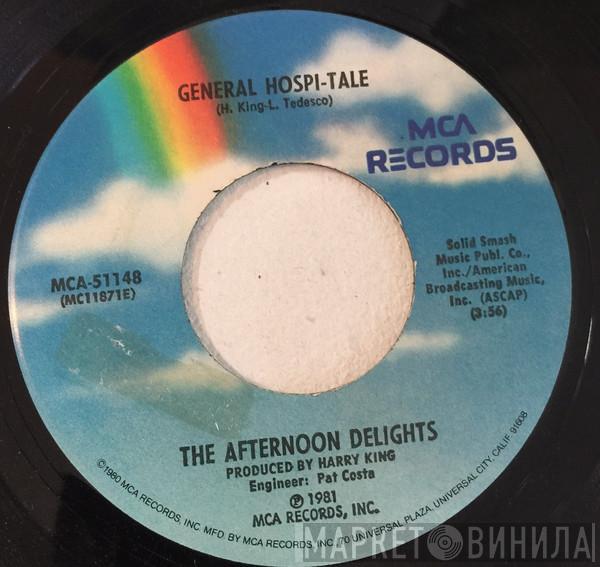 GENERAL HOSPI-TALE
(H. King-L. Tedesco)
MCA
RECORDS
MCA-51148
(MC11871E)
Solid Smash
Music Publ. Co.,
Inc./American
Broadcasting Music,
Inc. (ASCAP)
(3:56)
THE AFTERNOON DELIGHTS
PRODUCED BY HARRY KING
Engineer: Pat Costa
℗ 1981
MCA RECORDS, INC.
©1980 MCA RECORDS, INC. MFD. BY MCA RECORDS, INC., 70 UNIVERSAL PLAZA, UNIVERSAL CITY, CALIF. 91608
МАРКЕТ ВИНИЛА